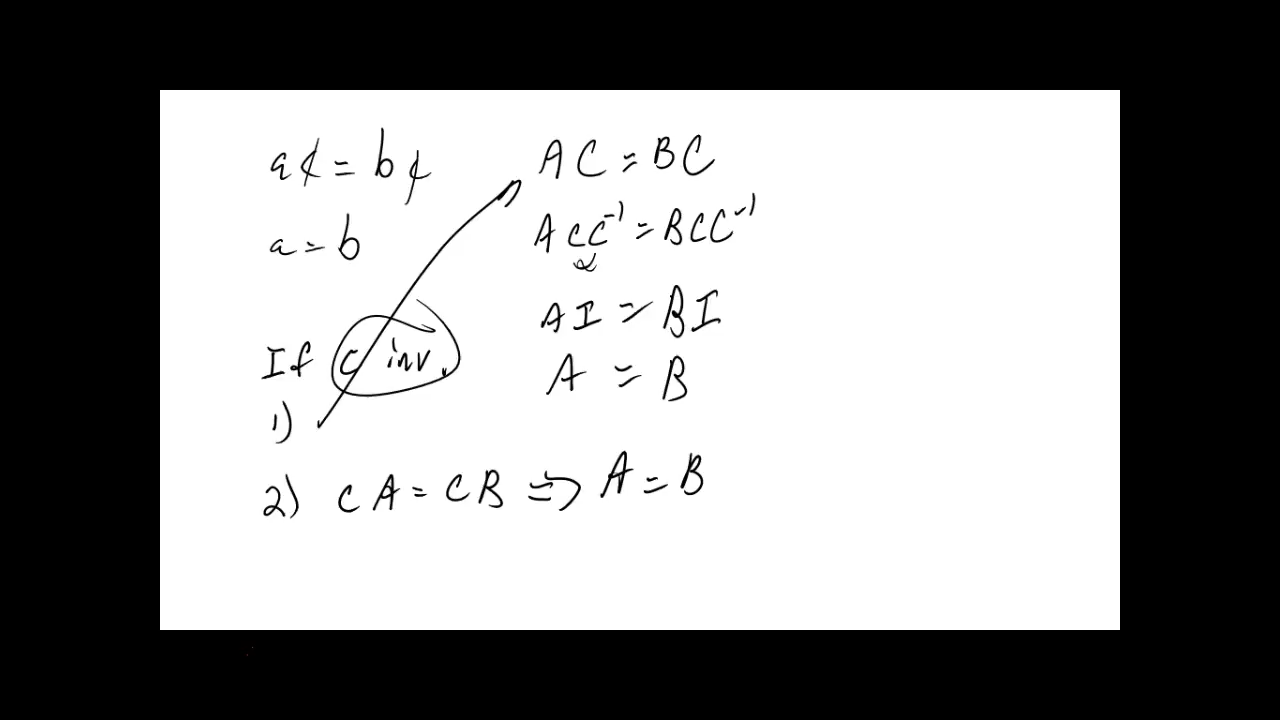 ac = bc
a = b
If C inv.
1)
AC = BC
ACC⁻¹ = BCC⁻¹
AI = BI
A = B
2) CA = CB ⇒ A = B